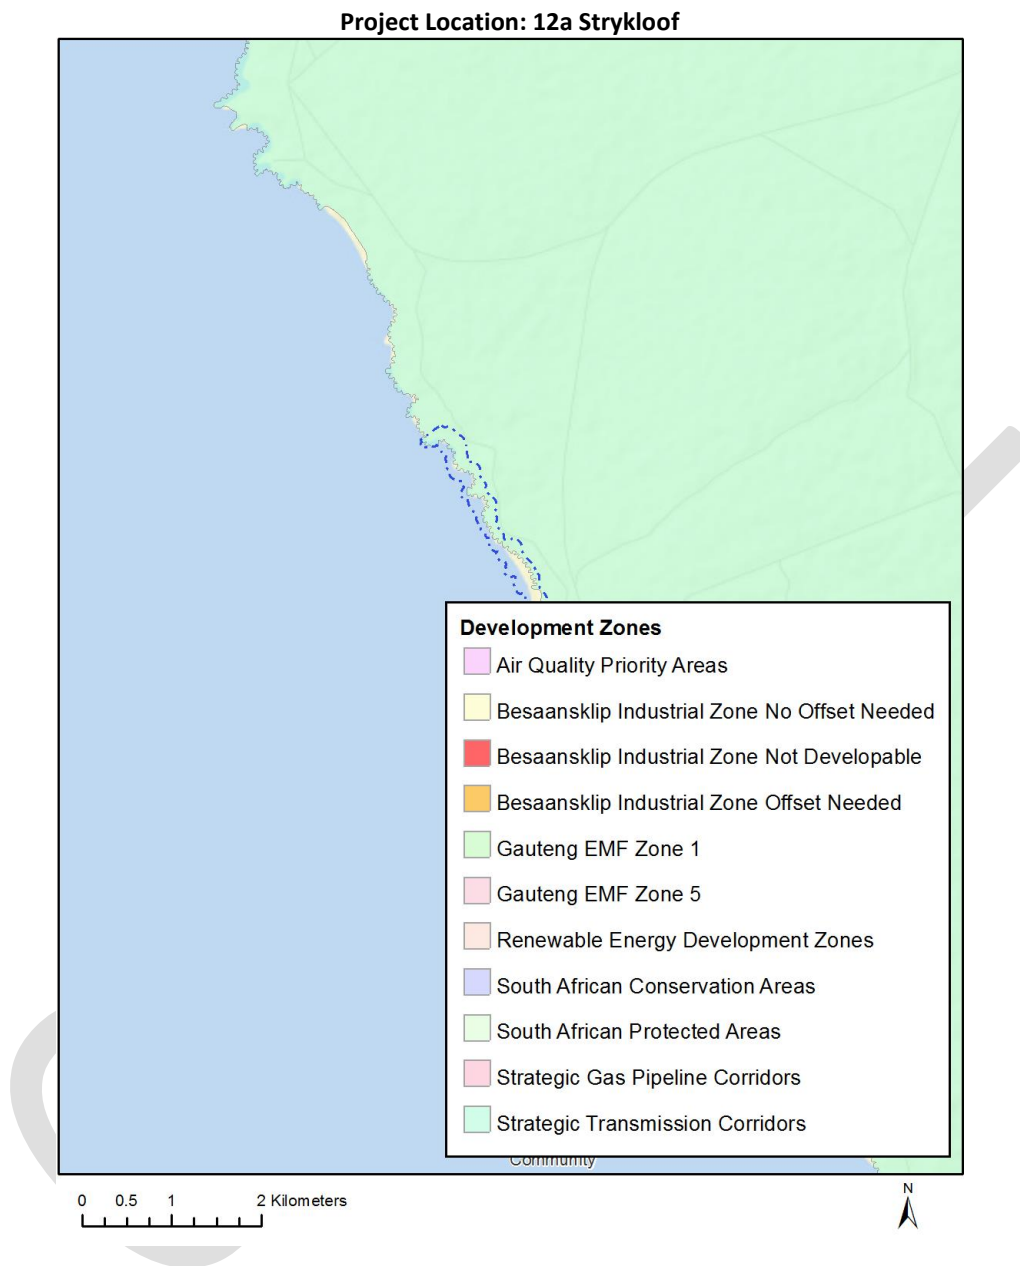 Project Location: 12a Strykloof
Development Zones
Air Quality Priority Areas
Besaansklip Industrial Zone No Offset Needed
Besaansklip Industrial Zone Not Developable
Besaansklip Industrial Zone Offset Needed
Gauteng EMF Zone 1
Gauteng EMF Zone 5
Renewable Energy Development Zones
South African Conservation Areas
South African Protected Areas
Strategic Gas Pipeline Corridors
Strategic Transmission Corridors
Community
0 0.5 1 2 Kilometers
N